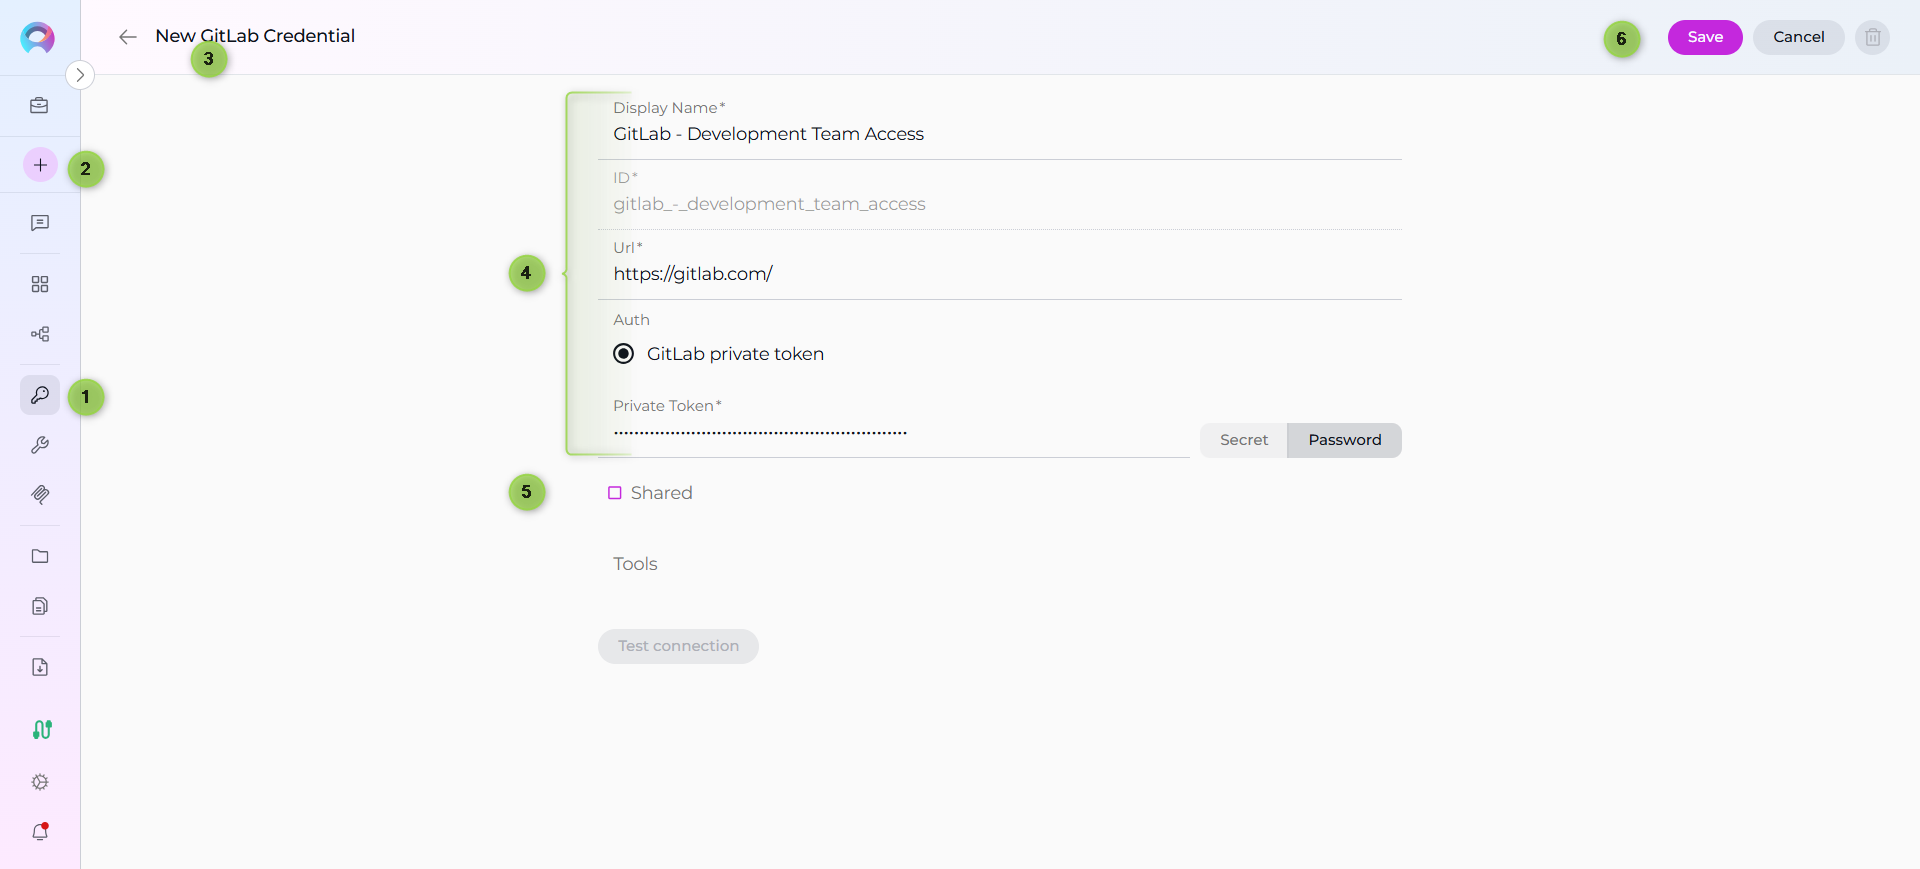 New GitLab Credential
3
6
Save
Cancel
Display Name*
GitLab - Development Team Access
2
ID*
gitlab_-_development_team_access
Url*
https://gitlab.com/
4
Auth
GitLab private token
1
Private Token*
Secret
Password
5
Shared
Tools
Test connection